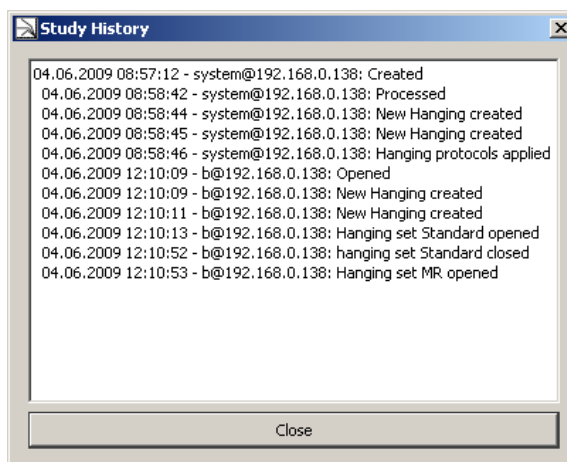 Study History
04.06.2009 08:57:12 - system@192.168.0.138: Created
04.06.2009 08:58:42 - system@192.168.0.138: Processed
04.06.2009 08:58:44 - system@192.168.0.138: New Hanging created
04.06.2009 08:58:45 - system@192.168.0.138: New Hanging created
04.06.2009 08:58:46 - system@192.168.0.138: Hanging protocols applied
04.06.2009 12:10:09 - b@192.168.0.138: Opened
04.06.2009 12:10:09 - b@192.168.0.138: New Hanging created
04.06.2009 12:10:11 - b@192.168.0.138: New Hanging created
04.06.2009 12:10:13 - b@192.168.0.138: Hanging set Standard opened
04.06.2009 12:10:52 - b@192.168.0.138: hanging set Standard closed
04.06.2009 12:10:53 - b@192.168.0.138: Hanging set MR opened
Close